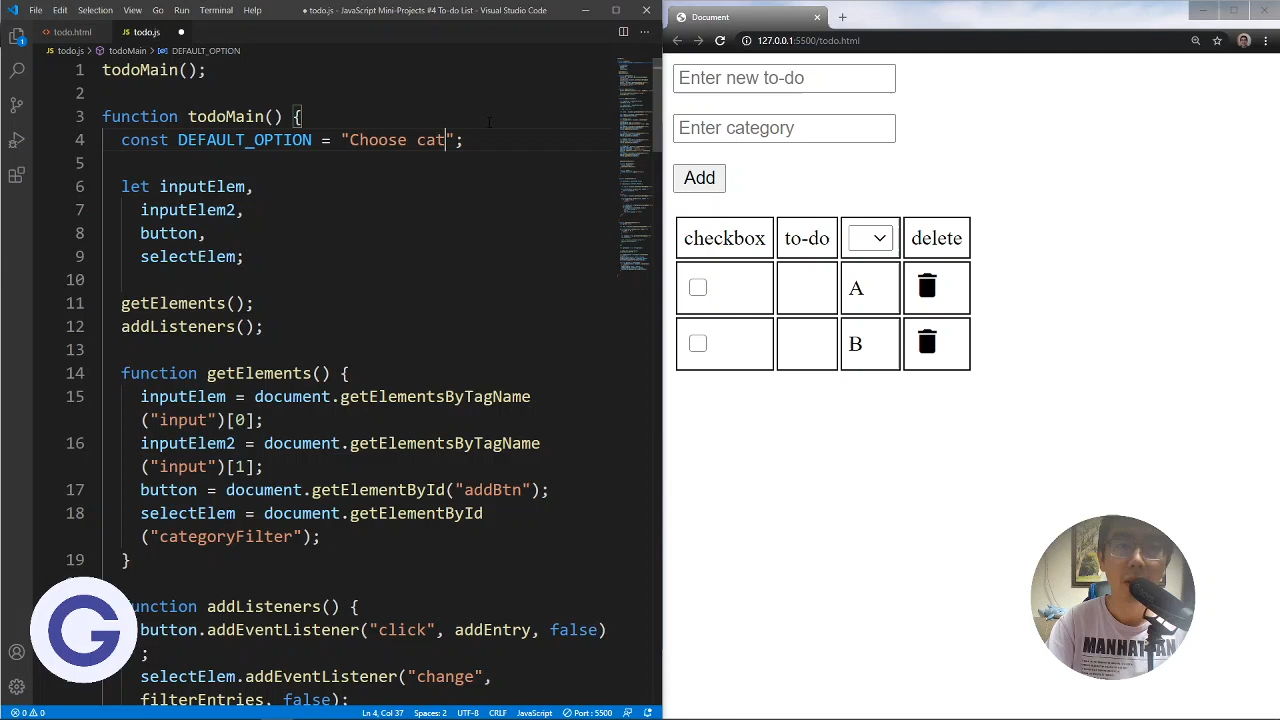 File Edit Selection View Go Run Terminal Help
● todo.js - JavaScript Mini-Projects #4 To-do List - Visual Studio Code
todo.html
todo.js
todo.js
todoMain
DEFAULT_OPTION
1 todoMain
2
3 function todoMain() {
4 const DEFAULT_OPTION = "Choose cat";
5
6 let inputElem,
7 inputElem2,
8 button,
9 selectElem;
10
11 getElements();
12 addListeners();
13
14 function getElements() {
15 inputElem = document.getElementsByTagName
("input")[0];
16 inputElem2 = document.getElementsByTagName
("input")[1];
17 button = document.getElementById("addBtn");
18 selectElem = document.getElementById
("categoryFilter");
19 }
function addListeners() {
button.addEventListener("click", addEntry, false)
;
selectElem.addEventListener("change",
filterEntries, false);
G
1
0 0
Ln 4, Col 37 Spaces: 2 UTF-8 CRLF JavaScript Port : 5500
Document
127.0.0.1:5500/todo.html
Enter new to-do
Enter category
Add
checkbox to-do delete
A
B
MANHATTAN